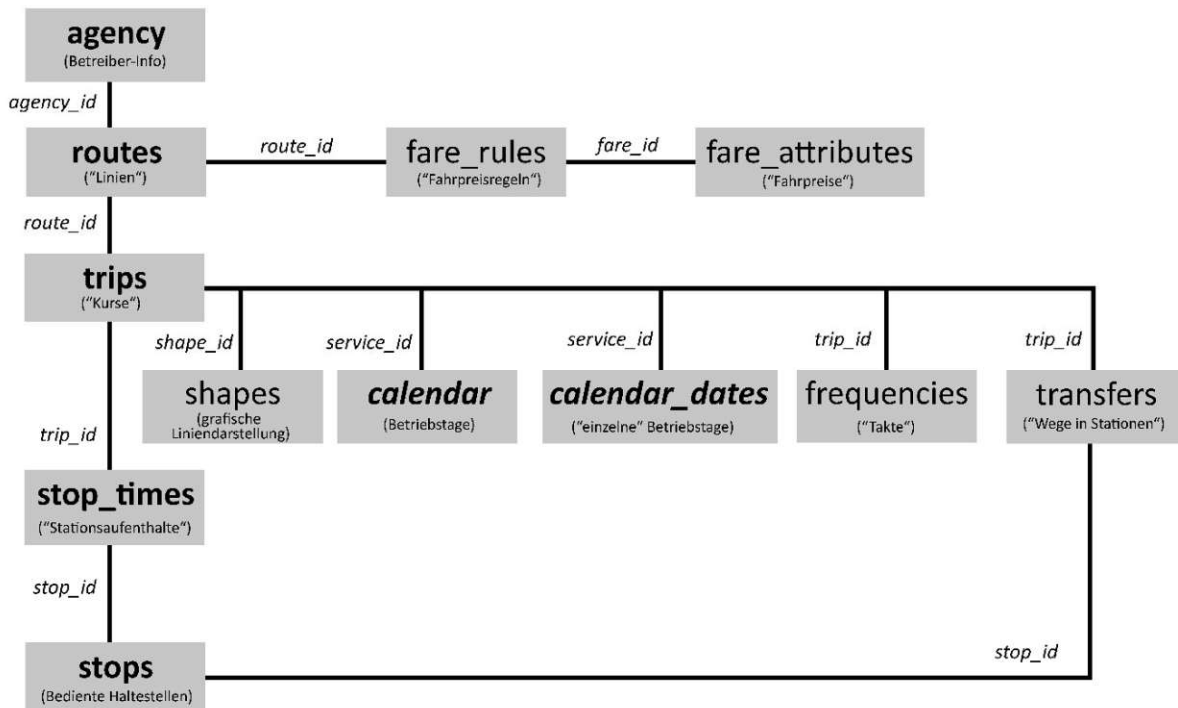 agency
(Betreiber-Info)
agency_id
routes
("Linien“)
route_id
fare_rules
("Fahrpreisregeln“)
fare_id
fare_attributes
("Fahrpreise“)
route_id
trips
("Kurse“)
shape_id
service_id
service_id
trip_id
trip_id
shapes
(grafische
Liniendarstellung)
calendar
(Betriebstage)
calendar_dates
("einzelne“ Betriebstage)
frequencies
("Takte“)
transfers
("Wege in Stationen“)
trip_id
stop_times
("Stationsaufenthalte“)
stop_id
stops
(Bediente Haltestellen)
stop_id